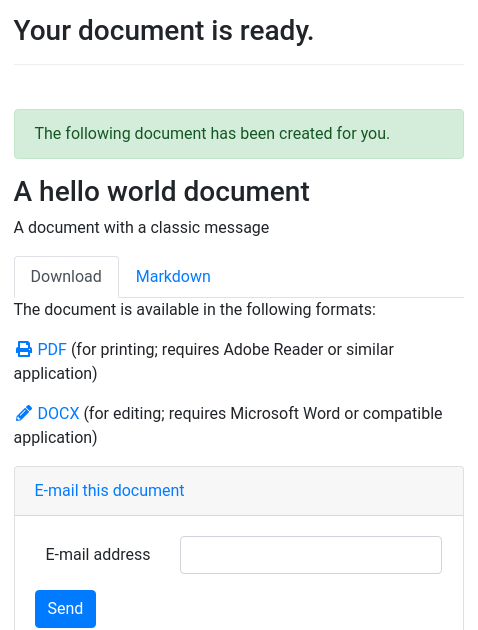 Your document is ready.
The following document has been created for you.
A hello world document
A document with a classic message
Download Markdown
The document is available in the following formats:
PDF (for printing; requires Adobe Reader or similar
application)
DOCX (for editing; requires Microsoft Word or compatible
application)
E-mail this document
E-mail address
Send